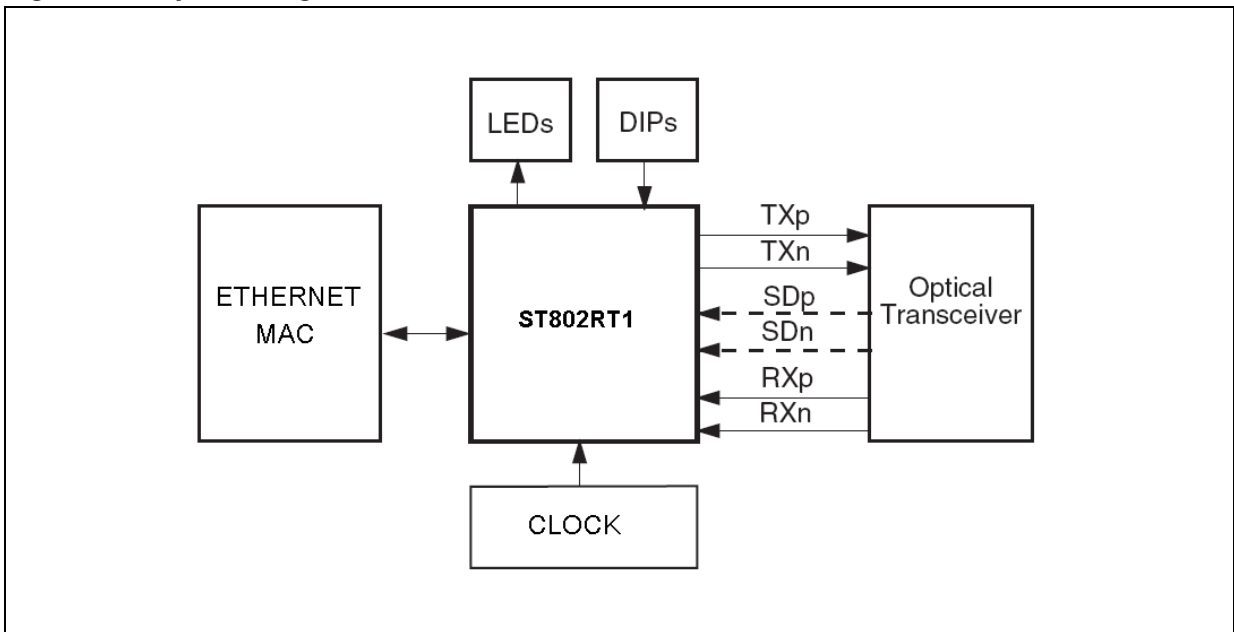 LEDs
DIPs
ETHERNET
MAC
ST802RT1
TXp
TXn
SDp
SDn
RXp
RXn
Optical
Transceiver
CLOCK